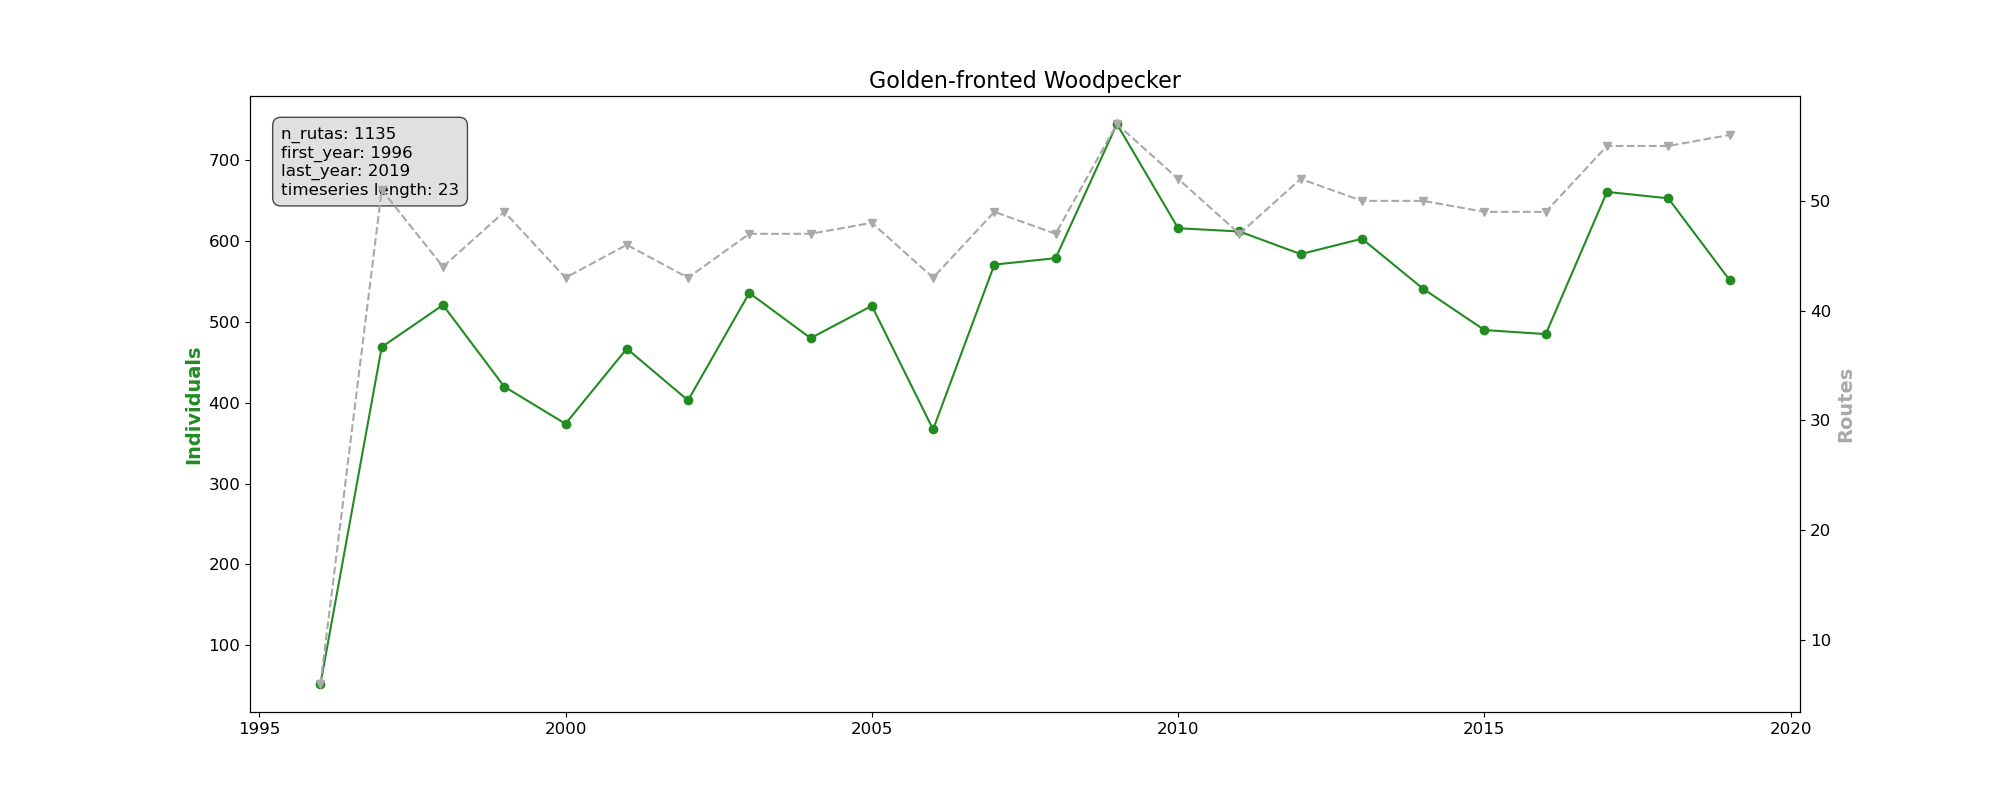 Golden-fronted Woodpecker
n_rutas: 1135
first_year: 1996
last_year: 2019
timeseries length: 23
700
600
500
400
300
200
100
Individuals
50
40
30
20
10
Routes
1995 2000 2005 2010 2015 2020